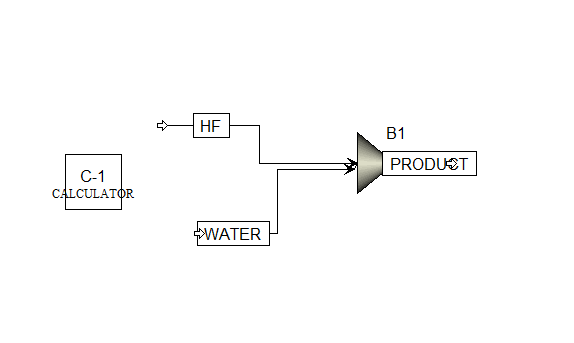 HF
B1
PRODUCT
C-1
CALCULATOR
WATER